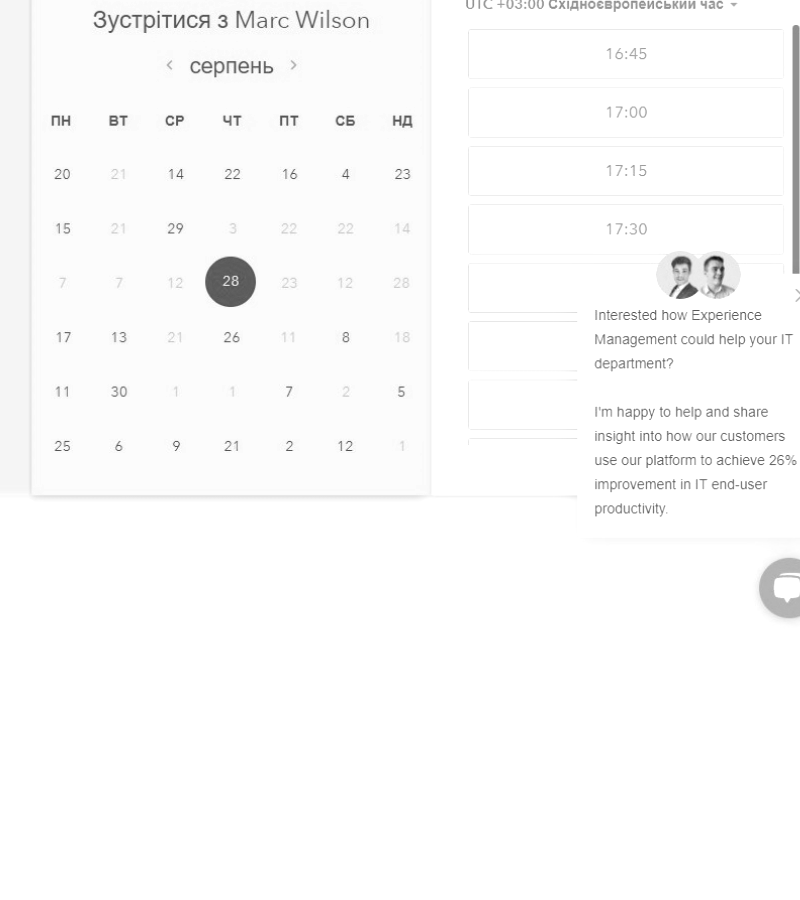 Зустрітися з Marc Wilson
серпень
ПН ВТ СР ЧТ ПТ СБ НД
20 21 14 22 16 4 23
15 21 29 3 22 22 14
7 7 12 28 23 12 28
17 13 21 26 11 8 18
11 30 1 1 7 2 5
25 6 9 21 2 12 1
UTC +03:00 Східноєвропейський час
16:45
17:00
17:15
17:30
Interested how Experience
Management could help your IT
department?
I'm happy to help and share
insight into how our customers
use our platform to achieve 26%
improvement in IT end-user
productivity.